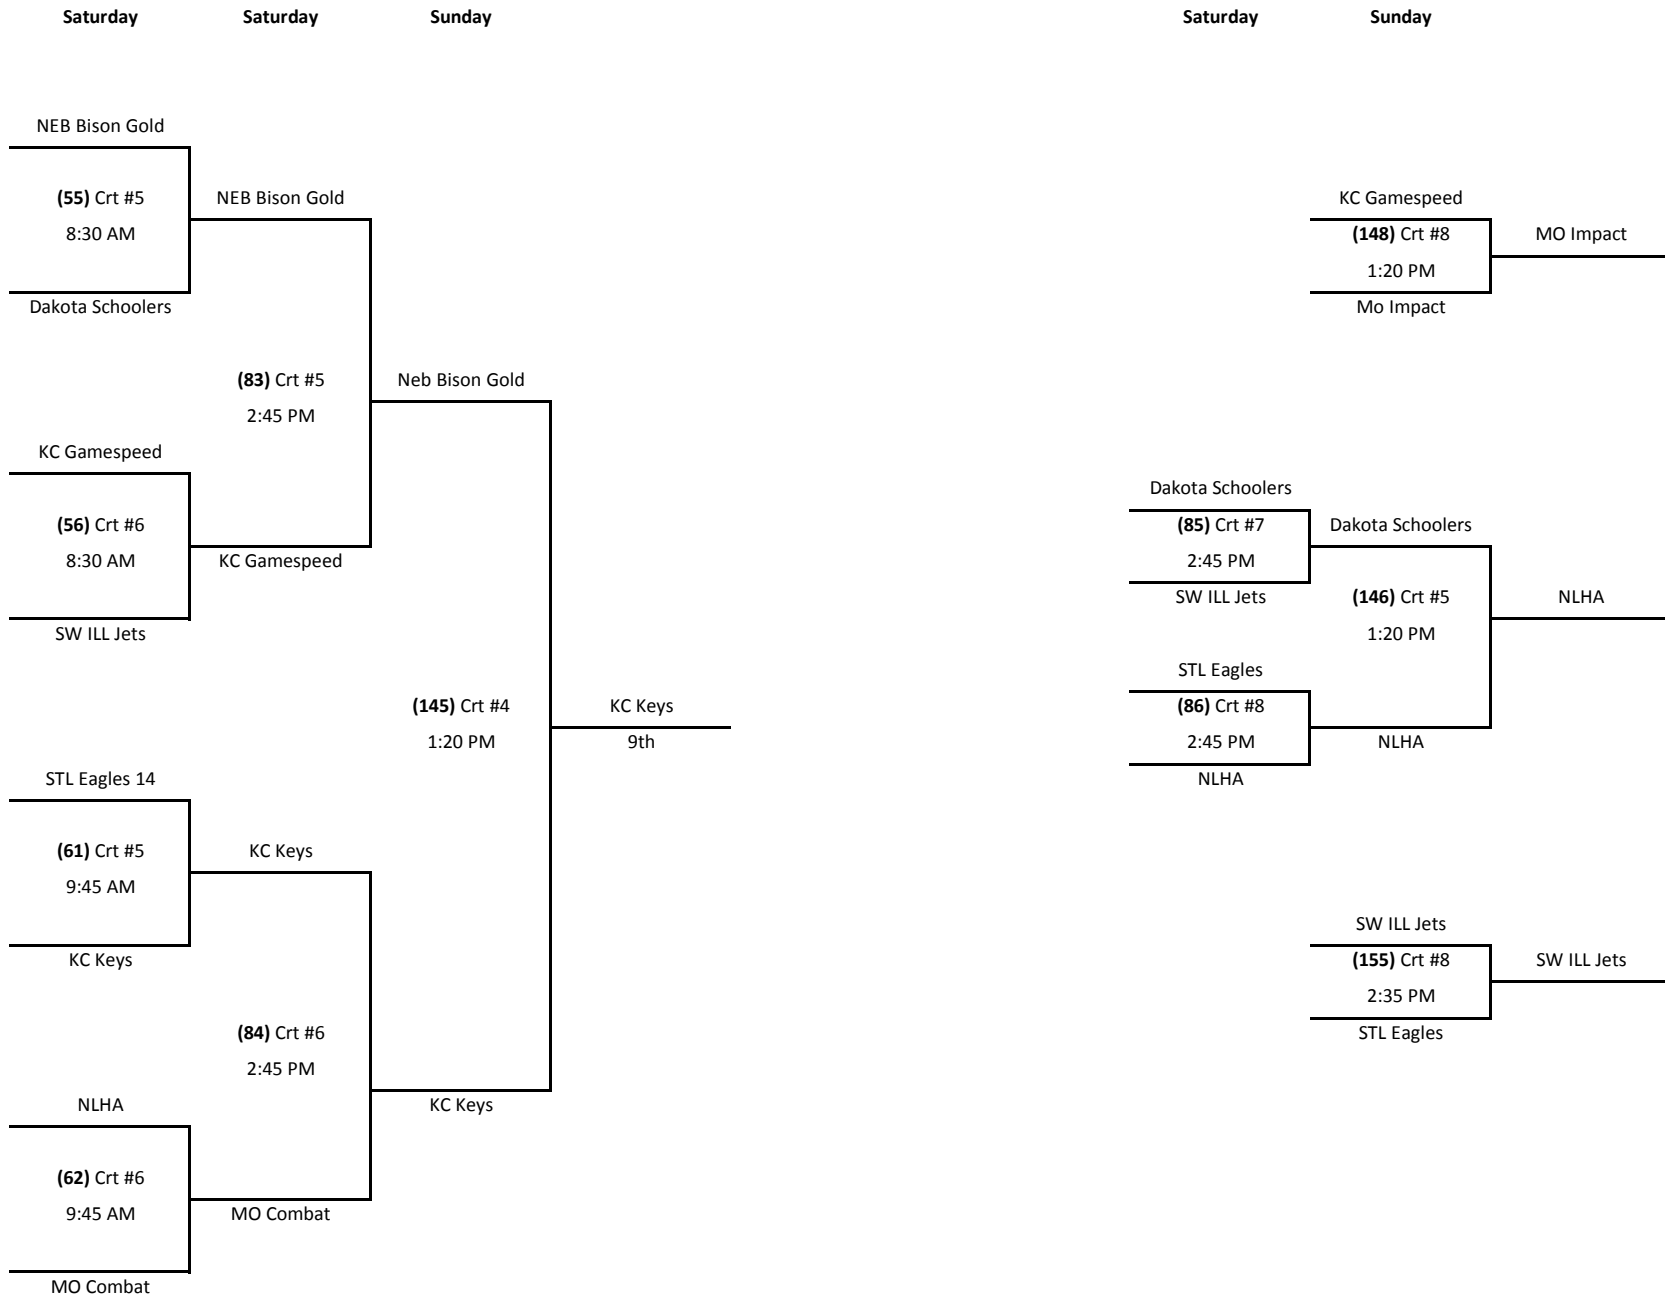 Saturday Saturday Sunday Saturday Sunday
NEB Bison Gold
(55) Crt #5
8:30 AM
Dakota Schoolers
NEB Bison Gold
(83) Crt #5
2:45 PM
Neb Bison Gold
KC Gamespeed
(56) Crt #6
8:30 AM
SW ILL Jets
KC Gamespeed
(145) Crt #4
1:20 PM
KC Keys
9th
STL Eagles 14
(61) Crt #5
9:45 AM
KC Keys
KC Keys
(84) Crt #6
2:45 PM
KC Keys
NLHA
(62) Crt #6
9:45 AM
MO Combat
MO Combat
KC Gamespeed
(148) Crt #8
1:20 PM
Mo Impact
MO Impact
Dakota Schoolers
(85) Crt #7
2:45 PM
SW ILL Jets
Dakota Schoolers
(146) Crt #5
1:20 PM
NLHA
STL Eagles
(86) Crt #8
2:45 PM
NLHA
NLHA
SW ILL Jets
(155) Crt #8
2:35 PM
STL Eagles
SW ILL Jets